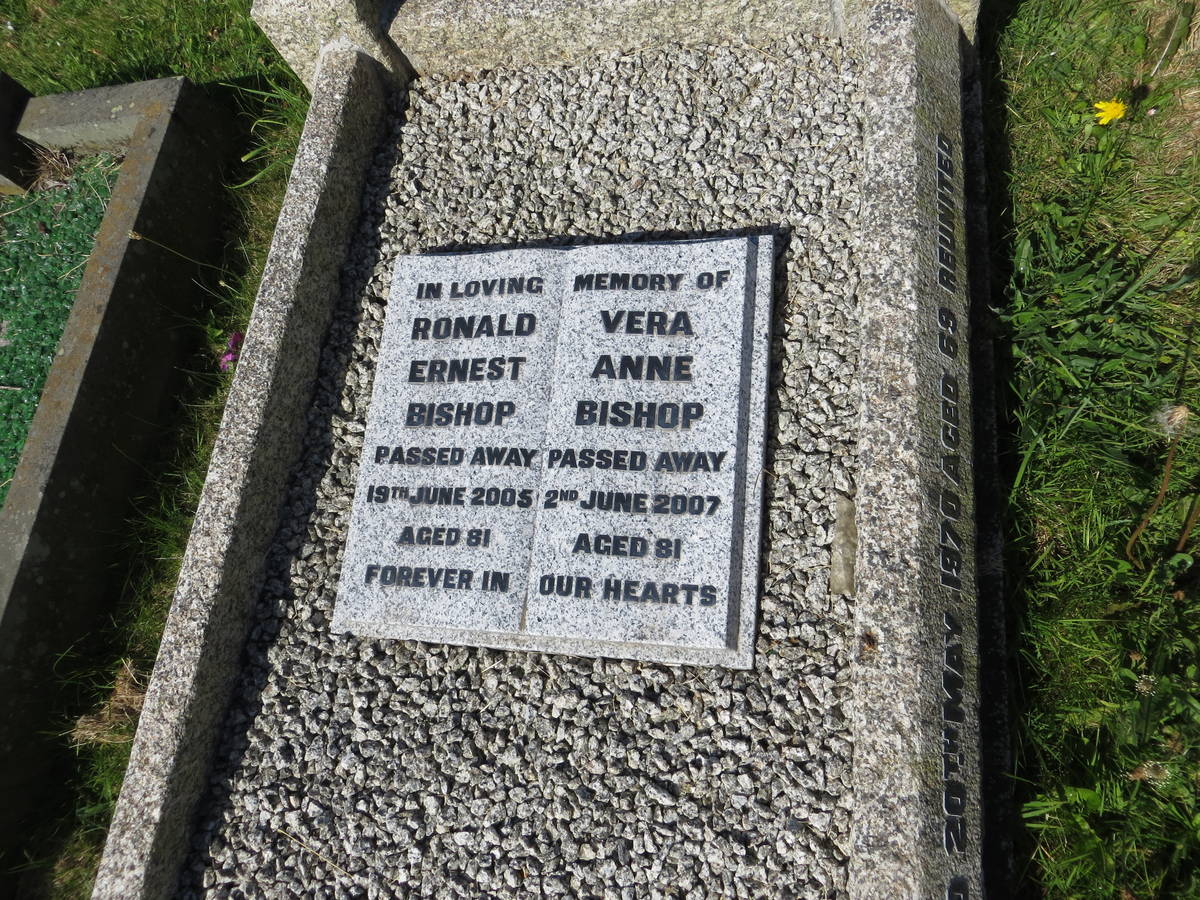 IN LOVING
RONALD
ERNEST
BISHOP
PASSED AWAY
19TH JUNE 2005
AGED 81
FOREVER IN
MEMORY OF
VERA
ANNE
BISHOP
PASSED AWAY
2ND JUNE 2007
AGED 81
OUR HEARTS
20TH MAY 1970 AGED 69 REUNITED